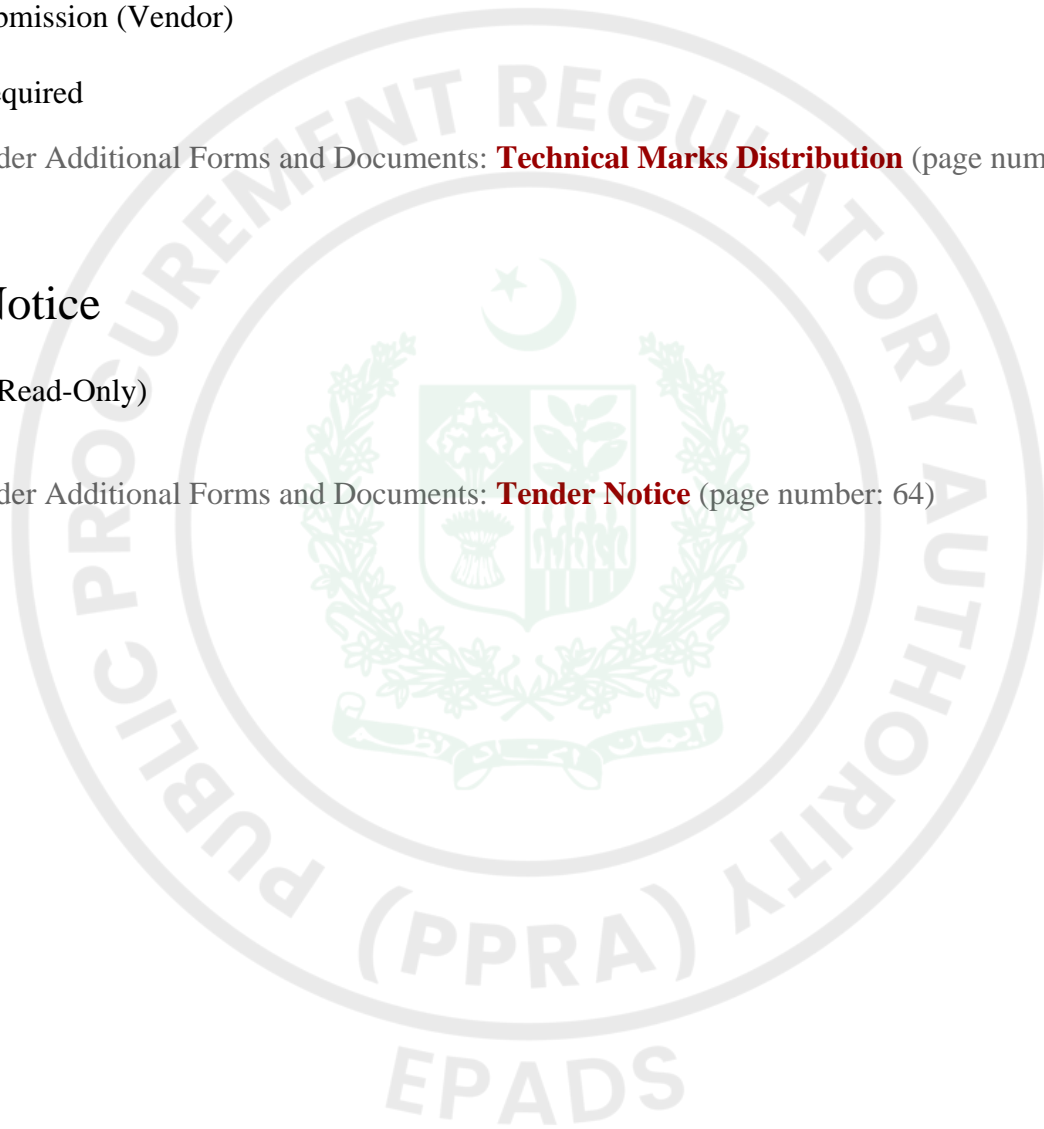 bmission (Vendor)
equired
der Additional Forms and Documents: Technical Marks Distribution (page num
Notice
Read-Only)
der Additional Forms and Documents: Tender Notice (page number: 64)
PUBLIC PROCUREMENT REGULATORY AUTHORITY
(PPRA)
EPADS